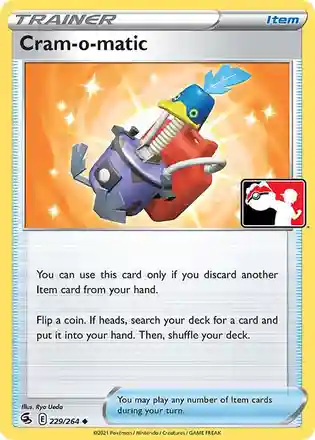 TRAINER Item
Cram-o-matic
You can use this card only if you discard another
Item card from your hand.
Flip a coin. If heads, search your deck for a card and
put it into your hand. Then, shuffle your deck.
Illus. Ryo Ueda
E 229/264 ◆
You may play any number of Item cards
during your turn.
©2021 Pokémon / Nintendo / Creatures / GAME FREAK